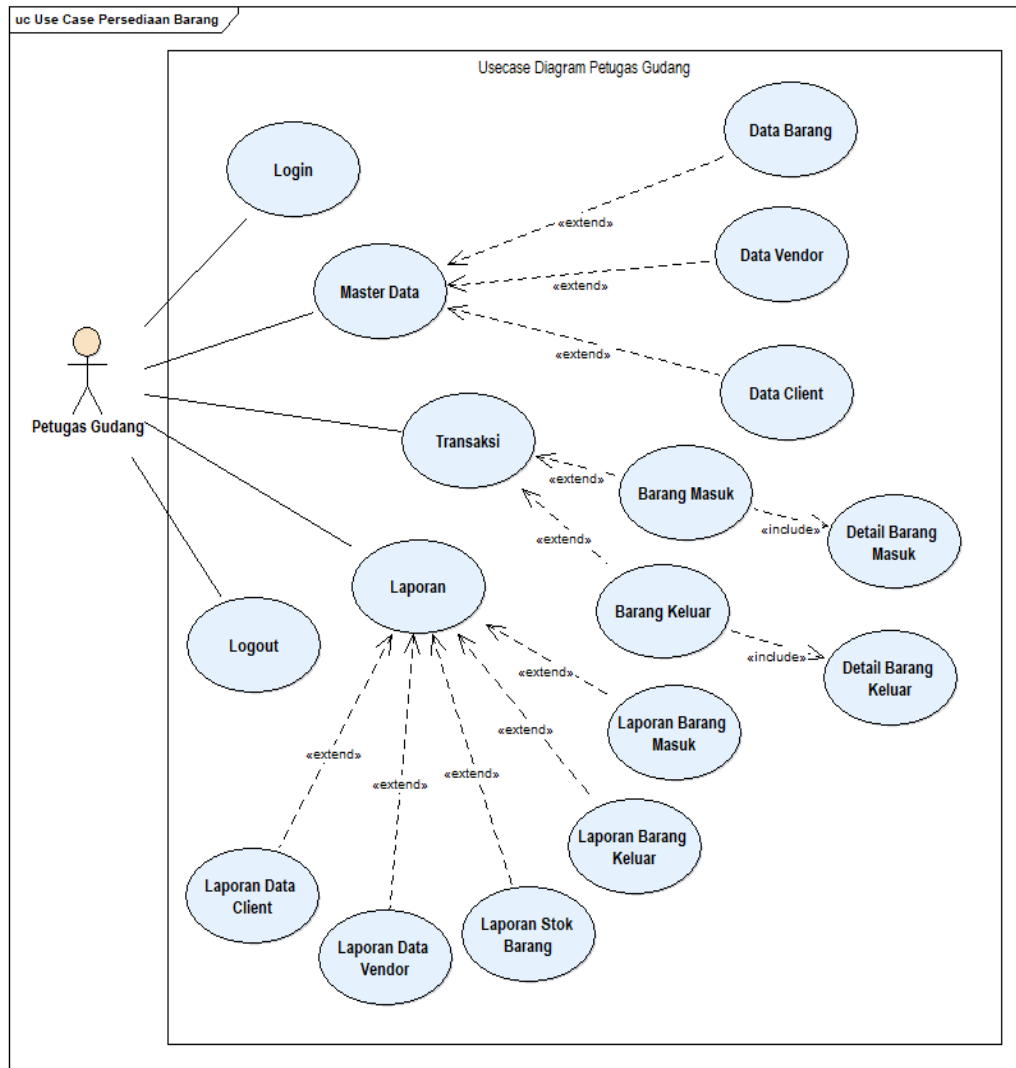 uc Use Case Persediaan Barang
Usecase Diagram Petugas Gudang
Data Barang
Login
«extend»
Data Vendor
Master Data
«extend»
«extend»
Data Client
Petugas Gudang
Transaksi
«extend»
Barang Masuk
«include»
Detail Barang
Masuk
«extend»
Laporan
Barang Keluar
Logout
«include»
Detail Barang
Keluar
«extend»
Laporan Barang
Masuk
«extend»
«extend»
«extend»
«extend»
Laporan Barang
Keluar
Laporan Data
Client
Laporan Stok
Barang
Laporan Data
Vendor